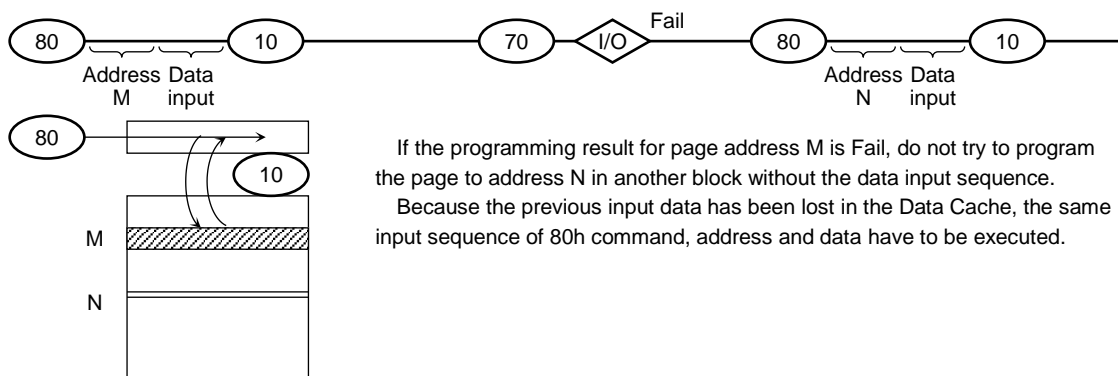 Fail
80 10 70 I/O 80 10
Address Data Address Data
M input N input
80
10
If the programming result for page address M is Fail, do not try to program
the page to address N in another block without the data input sequence.
Because the previous input data has been lost in the Data Cache, the same
input sequence of 80h command, address and data have to be executed.
M
N